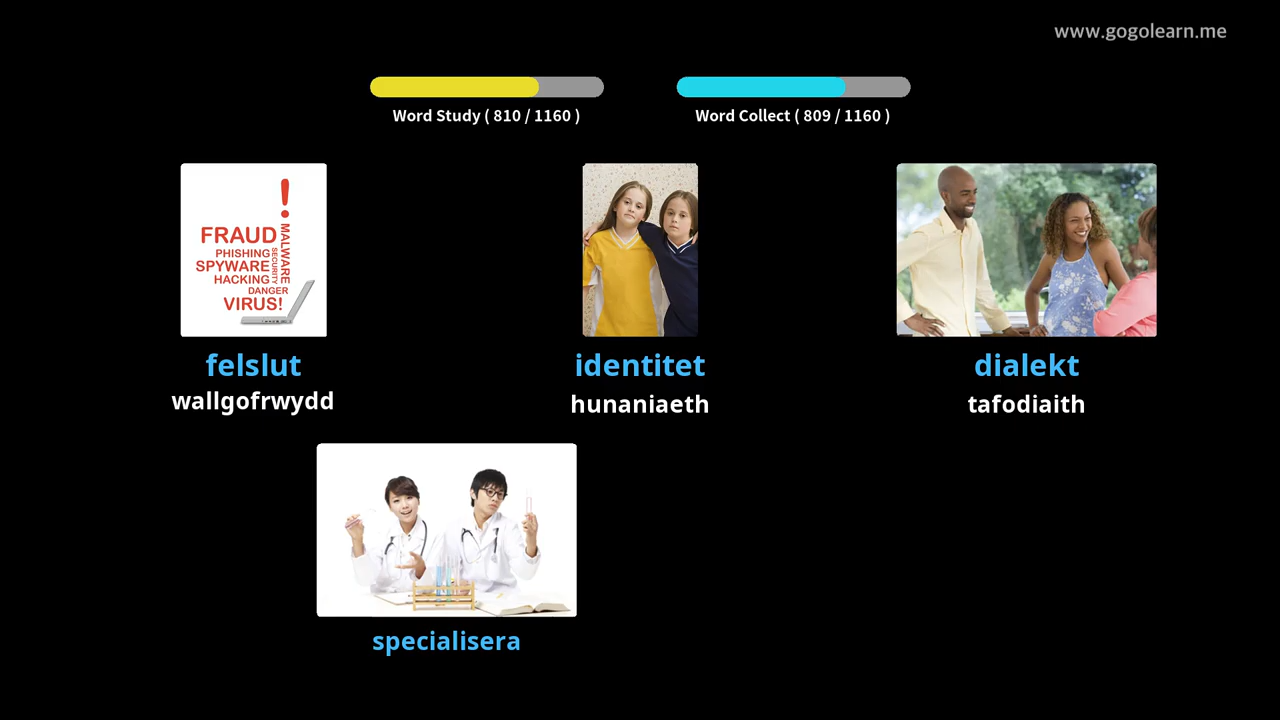 www.gogolearn.me
Word Study ( 810 / 1160 )
Word Collect ( 809 / 1160 )
!
FRAUD
MALWARE
PHISHING
SECURITY
SPYWARE
HACKING
DANGER
VIRUS!
felslut
wallgofrwydd
identitet
hunaniaeth
dialekt
tafodiaith
specialisera